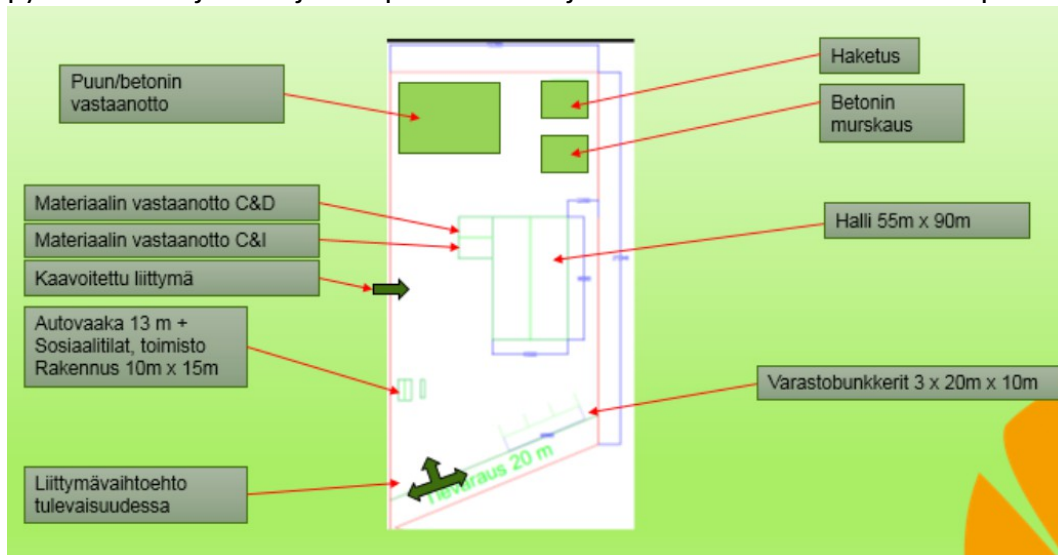 Puun/betonin
vastaanotto
Haketus
Betonin
murskaus
Materiaalin vastaanotto C&D
Materiaalin vastaanotto C&I
Halli 55m x 90m
Kaavoitettu liittymä
Autovaaka 13 m +
Sosiaalitilat, toimisto
Rakennus 10m x 15m
Varastobunkkerit 3 x 20m x 10m
Liittymävaihtoehto
tulevaisuudessa
Tievaraus 20 m